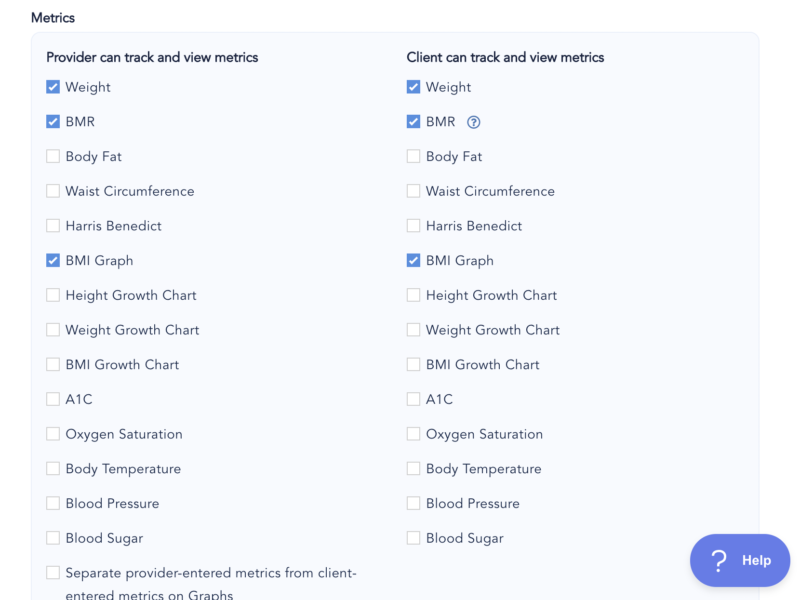 Metrics
Provider can track and view metrics
Client can track and view metrics
Weight
Weight
BMR
BMR ?
Body Fat
Body Fat
Waist Circumference
Waist Circumference
Harris Benedict
Harris Benedict
BMI Graph
BMI Graph
Height Growth Chart
Height Growth Chart
Weight Growth Chart
Weight Growth Chart
BMI Growth Chart
BMI Growth Chart
A1C
A1C
Oxygen Saturation
Oxygen Saturation
Body Temperature
Body Temperature
Blood Pressure
Blood Pressure
Blood Sugar
Blood Sugar
Separate provider-entered metrics from client-
entered metrics on Graphs
? Help